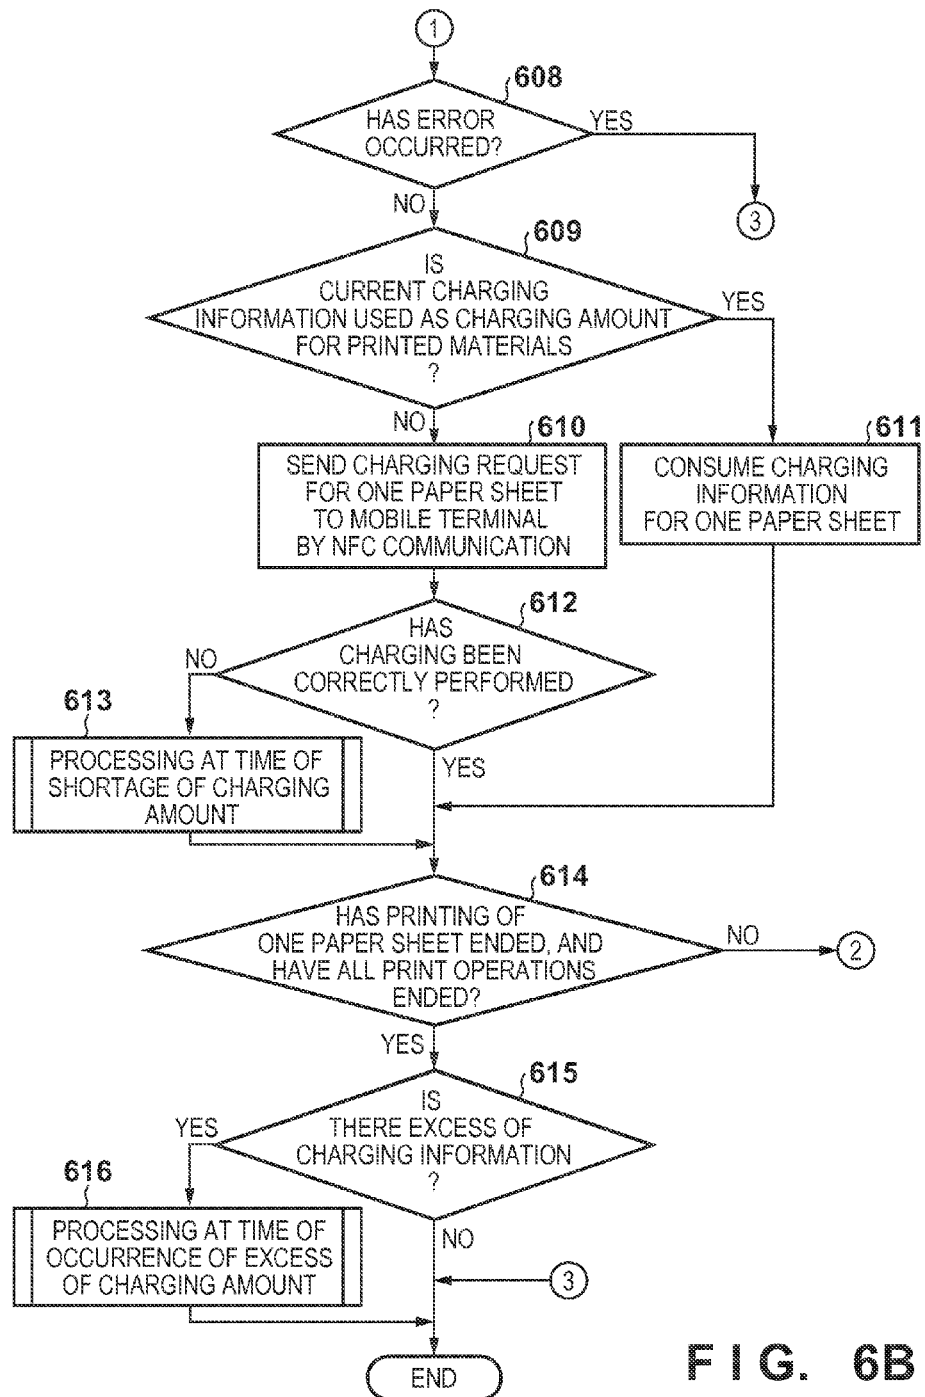 1
608
HAS ERROR
OCCURRED?
YES
NO
3
609
IS
CURRENT CHARGING
INFORMATION USED AS CHARGING AMOUNT
FOR PRINTED MATERIALS
?
YES
NO
610
SEND CHARGING REQUEST
FOR ONE PAPER SHEET
TO MOBILE TERMINAL
BY NFC COMMUNICATION
611
CONSUME CHARGING
INFORMATION
FOR ONE PAPER SHEET
612
HAS
CHARGING BEEN
CORRECTLY PERFORMED
?
NO
YES
613
PROCESSING AT TIME OF
SHORTAGE OF CHARGING
AMOUNT
614
HAS PRINTING OF
ONE PAPER SHEET ENDED, AND
HAVE ALL PRINT OPERATIONS
ENDED?
NO
2
YES
615
IS
THERE EXCESS OF
CHARGING INFORMATION
?
YES
NO
616
PROCESSING AT TIME OF
OCCURRENCE OF EXCESS
OF CHARGING AMOUNT
3
END
FIG. 6B